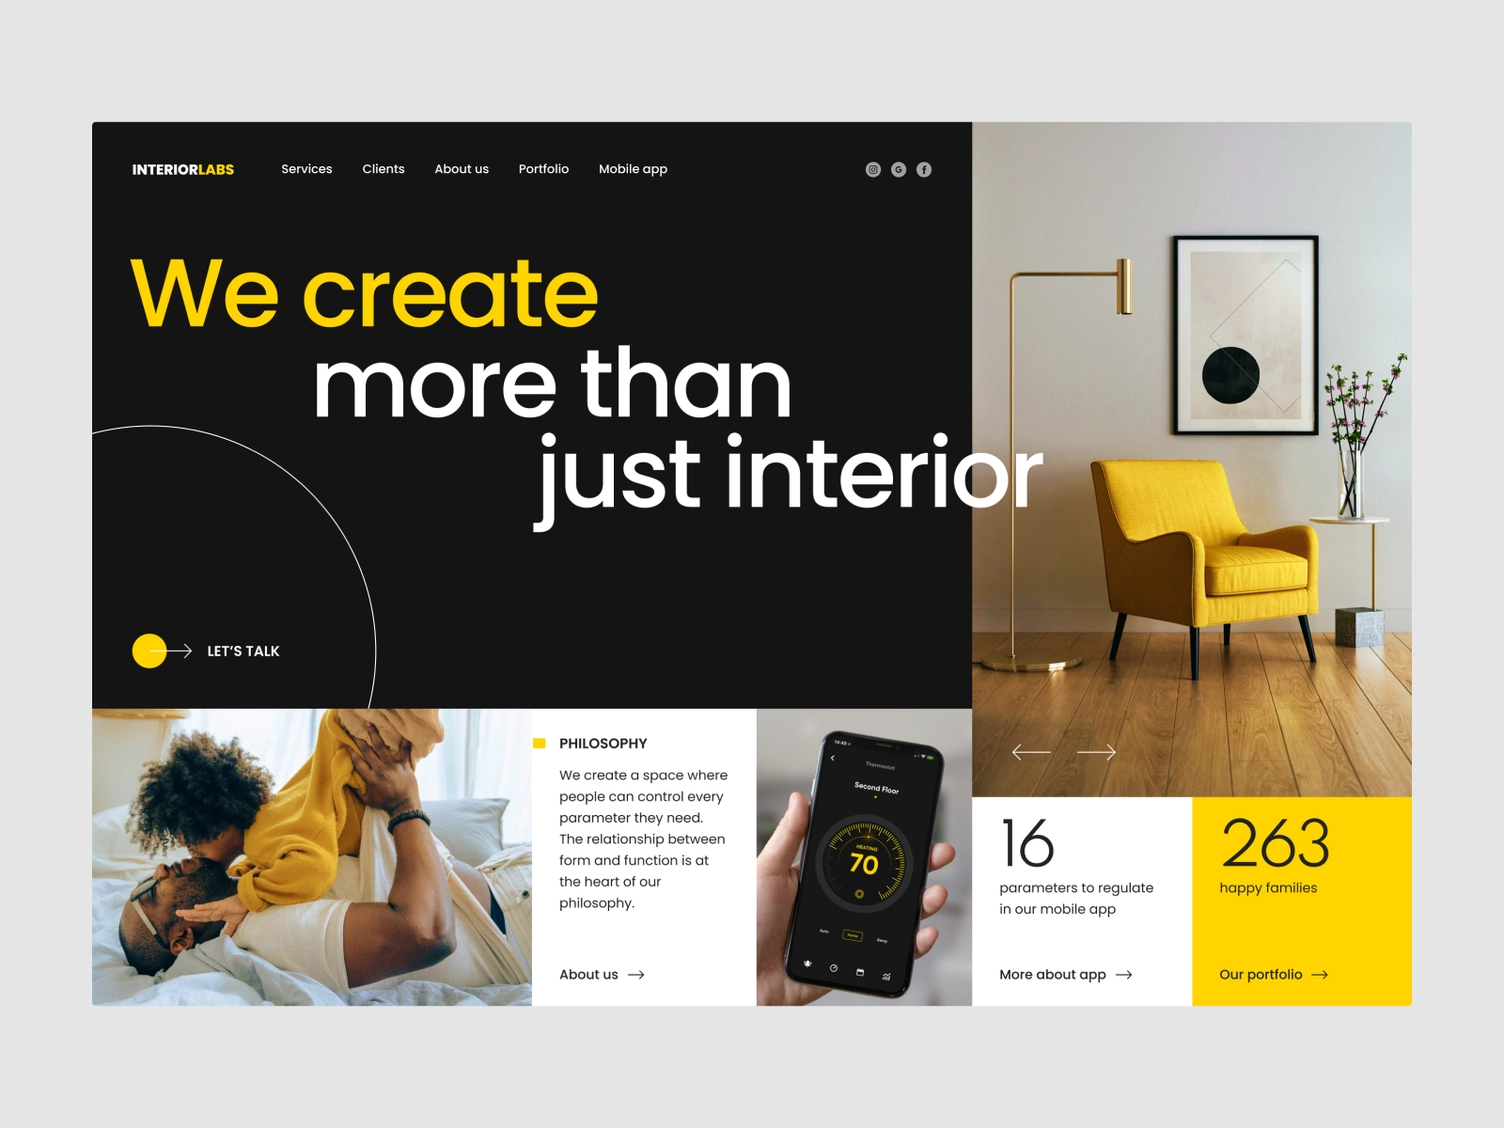 INTERIORLABS
Services
Clients
About us
Portfolio
Mobile app
We create
more than
just interior
LET'S TALK
PHILOSOPHY
We create a space where
people can control every
parameter they need.
The relationship between
form and function is at
the heart of our
philosophy.
About us
Thermostat
Second Floor
HEATING
70
Auto
Home
Away
16
parameters to regulate
in our mobile app
More about app
263
happy families
Our portfolio